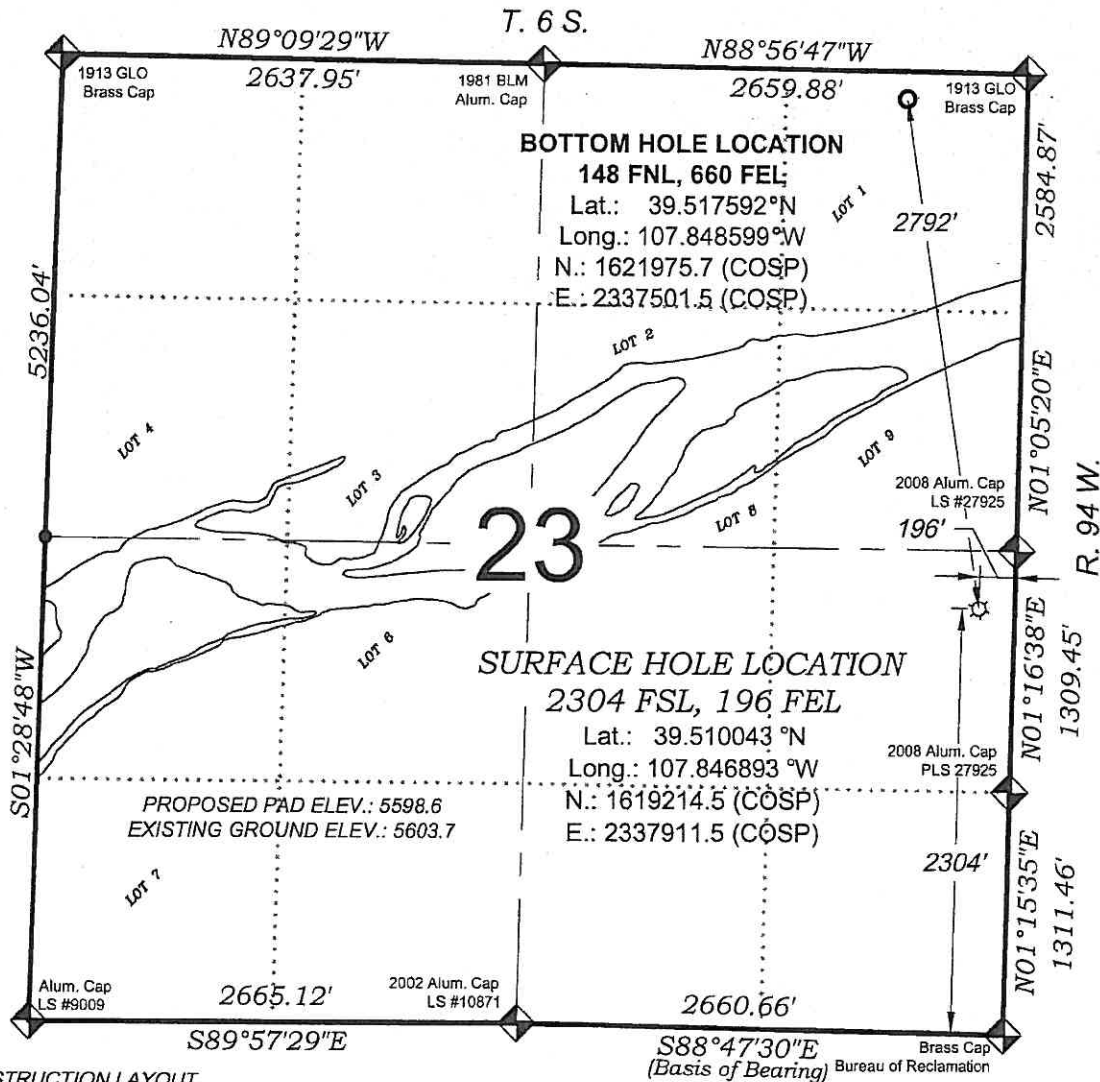 T. 6 S.
N89°09'29"W
N88°56'47"W
1913 GLO
Brass Cap
2637.95'
1981 BLM
Alum. Cap
2659.88'
1913 GLO
Brass Cap
BOTTOM HOLE LOCATION
148 FNL, 660 FEL
Lat.: 39.517592°N
Long.: 107.848599°W
N.: 1621975.7 (COSP)
E.: 2337501.5 (COSP)
LOT 1
2792'
2584.87'
5236.04'
LOT 2
LOT 4
LOT 3
LOT 9
LOT 8
2008 Alum. Cap
LS #27925
196'
N01°05'20"E
R. 94 W.
23
LOT 6
SURFACE HOLE LOCATION
2304 FSL, 196 FEL
Lat.: 39.510043 °N
Long.: 107.846893 °W
N.: 1619214.5 (COSP)
E.: 2337911.5 (COSP)
N01°16'38"E
1309.45'
S01°28'48"W
2008 Alum. Cap
PLS 27925
PROPOSED PAD ELEV.: 5598.6
EXISTING GROUND ELEV.: 5603.7
2304'
LOT 7
N01°15'35"E
1311.46'
Alum. Cap
LS #9009
2665.12'
2002 Alum. Cap
LS #10871
2660.66'
S89°57'29"E
S88°47'30"E
(Basis of Bearing)
Brass Cap
Bureau of Reclamation